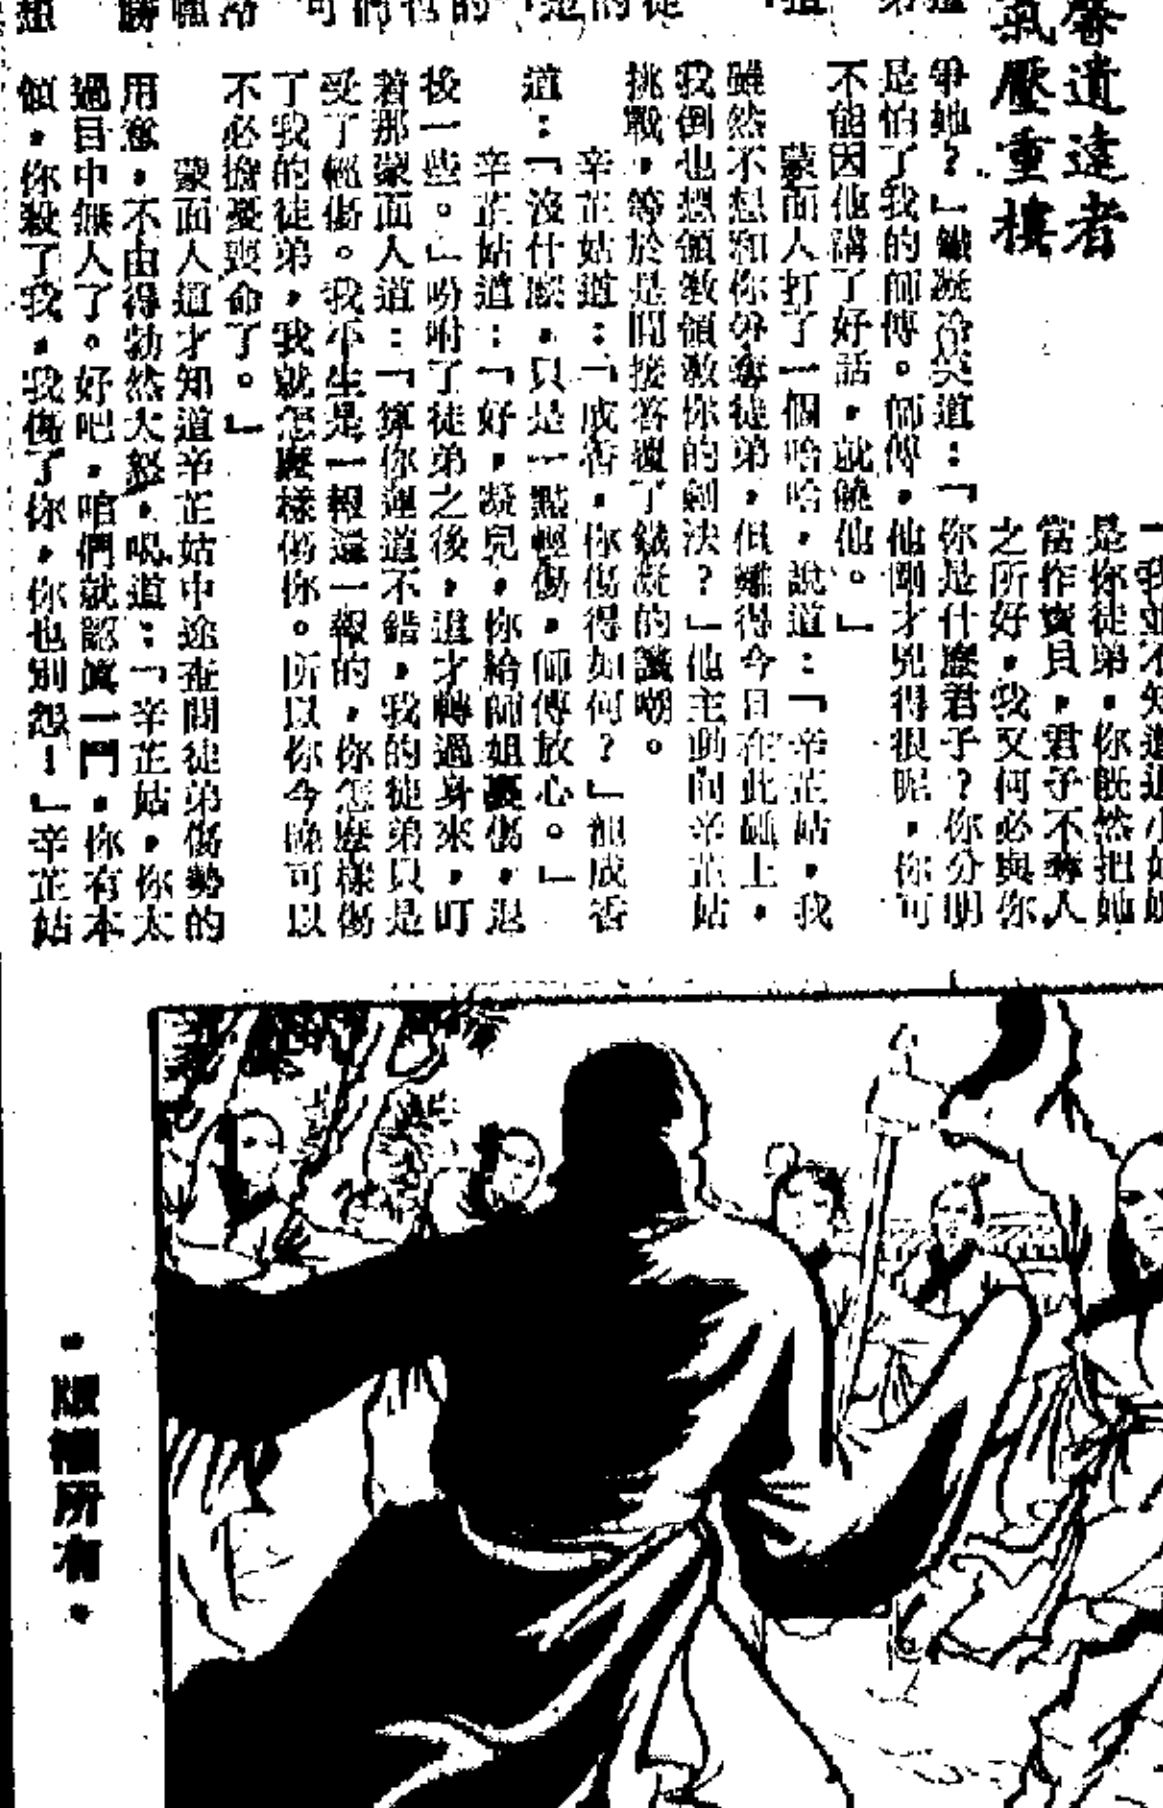 遺達者
氣壓重樓
是你徒弟,你既然把她
當作寶貝,君子不奪人
之所好,我又何必與你
爭她?」鐵凝冷笑道:「你是什麼君子?你分明
是怕了我的師傅。師傅,他剛才兇得很呢,你可
不能因他講了好話,就饒他。」
蒙面人打了一個哈哈,說道:「辛芷姑,我
雖然不想和你爭奪徒弟,但難得今日在此碰上,
我倒也想領教領教你的劍法?」他主動向辛芷姑
挑戰,等於是間接答覆了鐵凝的譏嘲。
辛芷姑道:「成香,你傷得如何?」龍成香
道:「沒什麼,只是一點輕傷,師傅放心。」
辛芷姑道:「好,凝兒,你給師姐裹傷,退
後一些。」吩咐了徒弟之後,這才轉過身來,盯
着那蒙面人道:「算你運道不錯,我的徒弟只是
受了輕傷。我平生是一報還一報的,你怎麼樣傷
了我的徒弟,我就怎麼樣傷你。所以你今晚可以
不必擔憂喪命了。」
蒙面人道才知道辛芷姑中途查問徒弟傷勢的
用意,不由得勃然大怒,喝道:「辛芷姑,你太
過目中無人了。好吧,咱們就認眞一鬥,你有本
領,你殺了我,我傷了你,你也別怨!」辛芷姑
•版權所有•